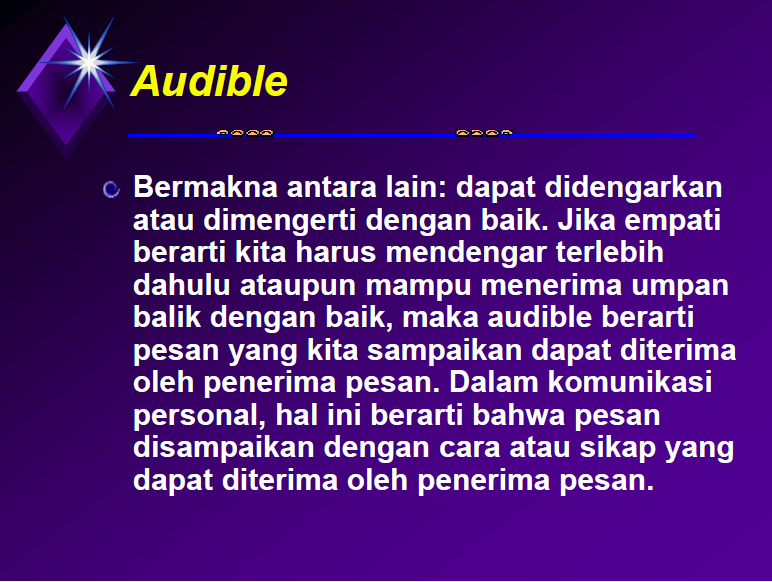 Audible
Bermakna antara lain: dapat didengarkan
atau dimengerti dengan baik. Jika empati
berarti kita harus mendengar terlebih
dahulu ataupun mampu menerima umpan
balik dengan baik, maka audible berarti
pesan yang kita sampaikan dapat diterima
oleh penerima pesan. Dalam komunikasi
personal, hal ini berarti bahwa pesan
disampaikan dengan cara atau sikap yang
dapat diterima oleh penerima pesan.